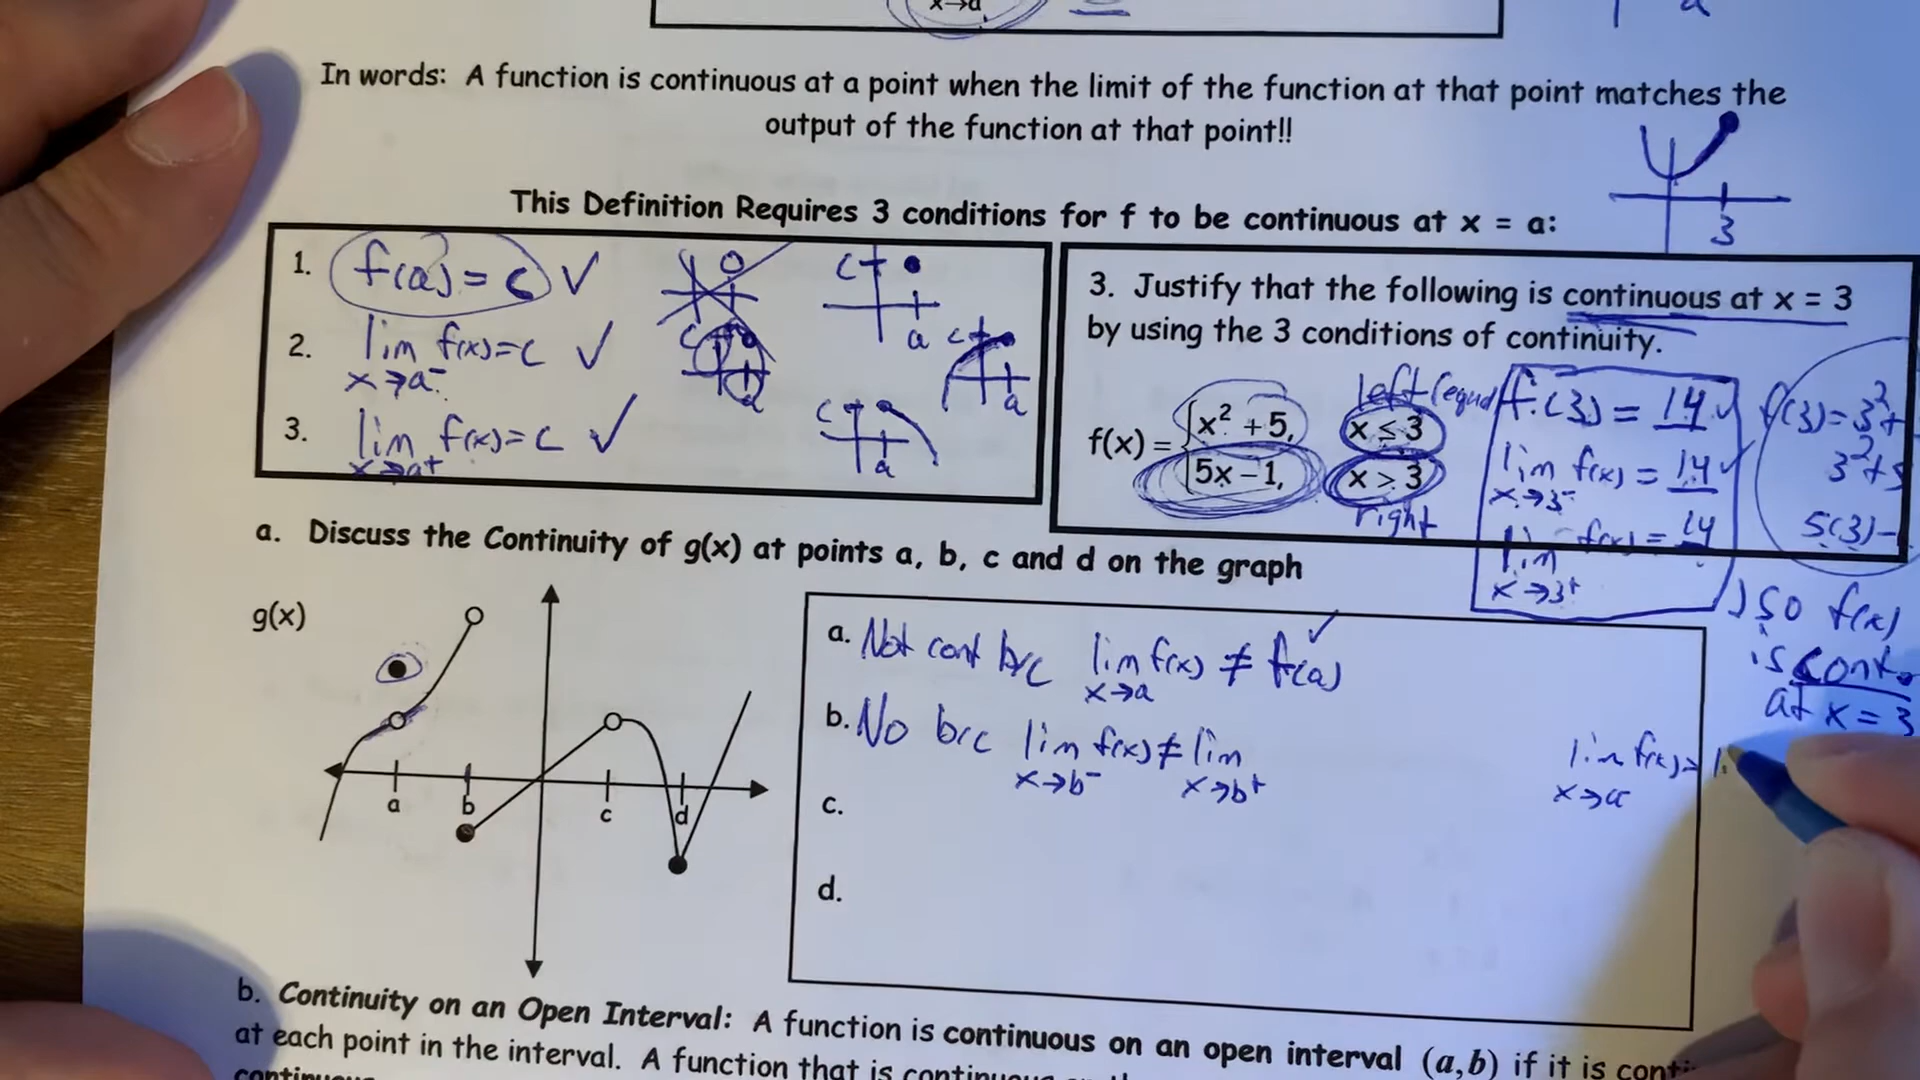 x→a
a
In words: A function is continuous at a point when the limit of the function at that point matches the
output of the function at that point!!
3
This Definition Requires 3 conditions for f to be continuous at x = a:
1. f(a) = c ✓
c
a
2. lim f(x)=c ✓
x→a⁻
c
a
3. lim f(x)=c ✓
x→a⁺
c
a
3. Justify that the following is continuous at x = 3
by using the 3 conditions of continuity.
f(x) = { x² + 5, x ≤ 3
5x − 1, x > 3
left
right
f(3) = 14 ✓
lim f(x) = 14 ✓
x→3⁻
lim f(x) = 14
x→3⁺
f(3)=3²+
3²+5
5(3)-
so f(x)
is cont.
at x = 3
a. Discuss the Continuity of g(x) at points a, b, c and d on the graph
g(x)
a b c d
a. Not cont b/c lim f(x) ≠ f(a) ✓
x→a
b. No b/c lim f(x) ≠ lim
x→b⁻ x→b⁺
lim f(x)=
x→a
c.
d.
b. Continuity on an Open Interval: A function is continuous on an open interval (a,b) if it is conti
at each point in the interval. A function that is continuous